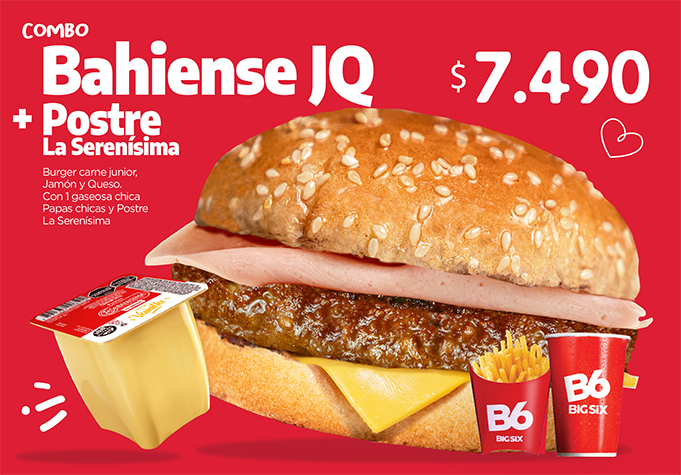 COMBO
Bahiense JQ
+ Postre
La Serenísima
$ 7.490
Burger carne junior,
Jamón y Queso.
Con 1 gaseosa chica
Papas chicas y Postre
La Serenísima
Vainilla
B6
BIG SIX
B6
BIG SIX